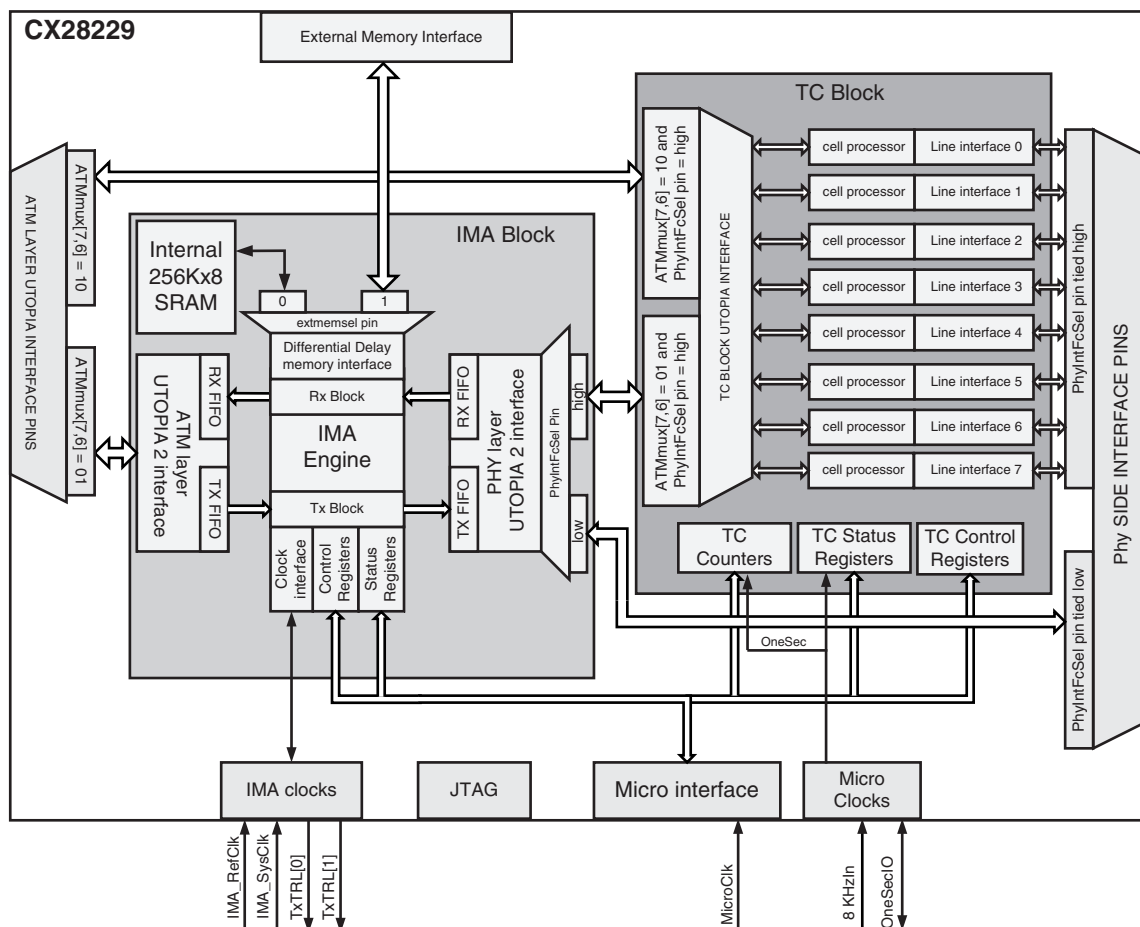 CX28229
External Memory Interface
TC Block
ATM LAYER UTOPIA INTERFACE PINS
ATMmux[7,6] = 10
ATMmux[7,6] = 01
IMA Block
Internal
256Kx8
SRAM
0
1
extmemsel pin
Differential Delay
memory interface
Rx Block
IMA
Engine
Tx Block
Clock
interface
Control
Registers
Status
Registers
ATM layer
UTOPIA 2 interface
RX FIFO
TX FIFO
RX FIFO
TX FIFO
PHY layer
UTOPIA 2 interface
PhyIntFcSel Pin
high
low
ATMmux[7,6] = 10 and
PhyIntFcSel pin = high
ATMmux[7,6] = 01 and
PhyIntFcSel pin = high
TC BLOCK UTOPIA INTERFACE
cell processor Line interface 0
cell processor Line interface 1
cell processor Line interface 2
cell processor Line interface 3
cell processor Line interface 4
cell processor Line interface 5
cell processor Line interface 6
cell processor Line interface 7
TC
Counters
TC Status
Registers
TC Control
Registers
OneSec
PhyIntFcSel pin tied high
PhyIntFcSel pin tied low
Phy SIDE INTERFACE PINS
IMA clocks
JTAG
Micro interface
Micro
Clocks
IMA_RefClk
IMA_SysClk
TxTRL[0]
TxTRL[1]
MicroClk
8 KHzIn
OneSecIO